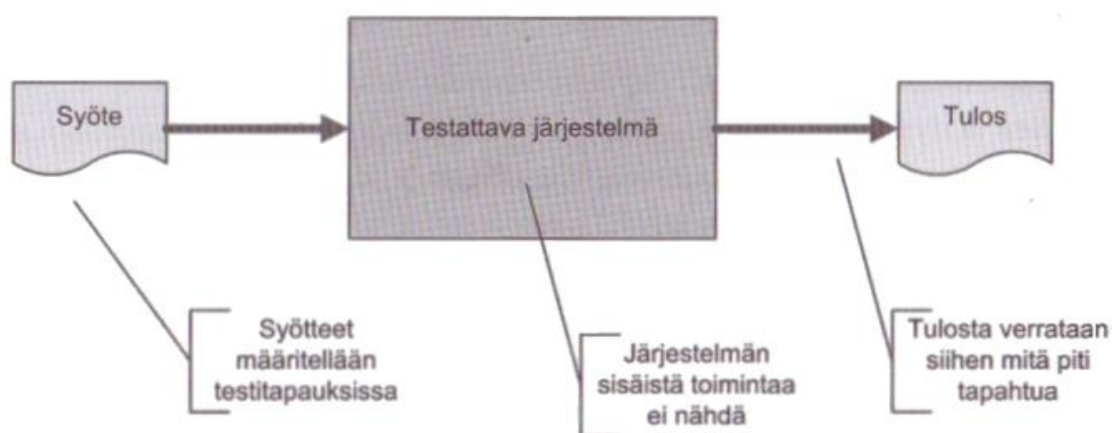 Syöte
Testattava järjestelmä
Tulos
Syötteet
määritellään
testitapauksissa
Järjestelmän
sisäistä toimintaa
ei nähdä
Tulosta verrataan
siihen mitä piti
tapahtua